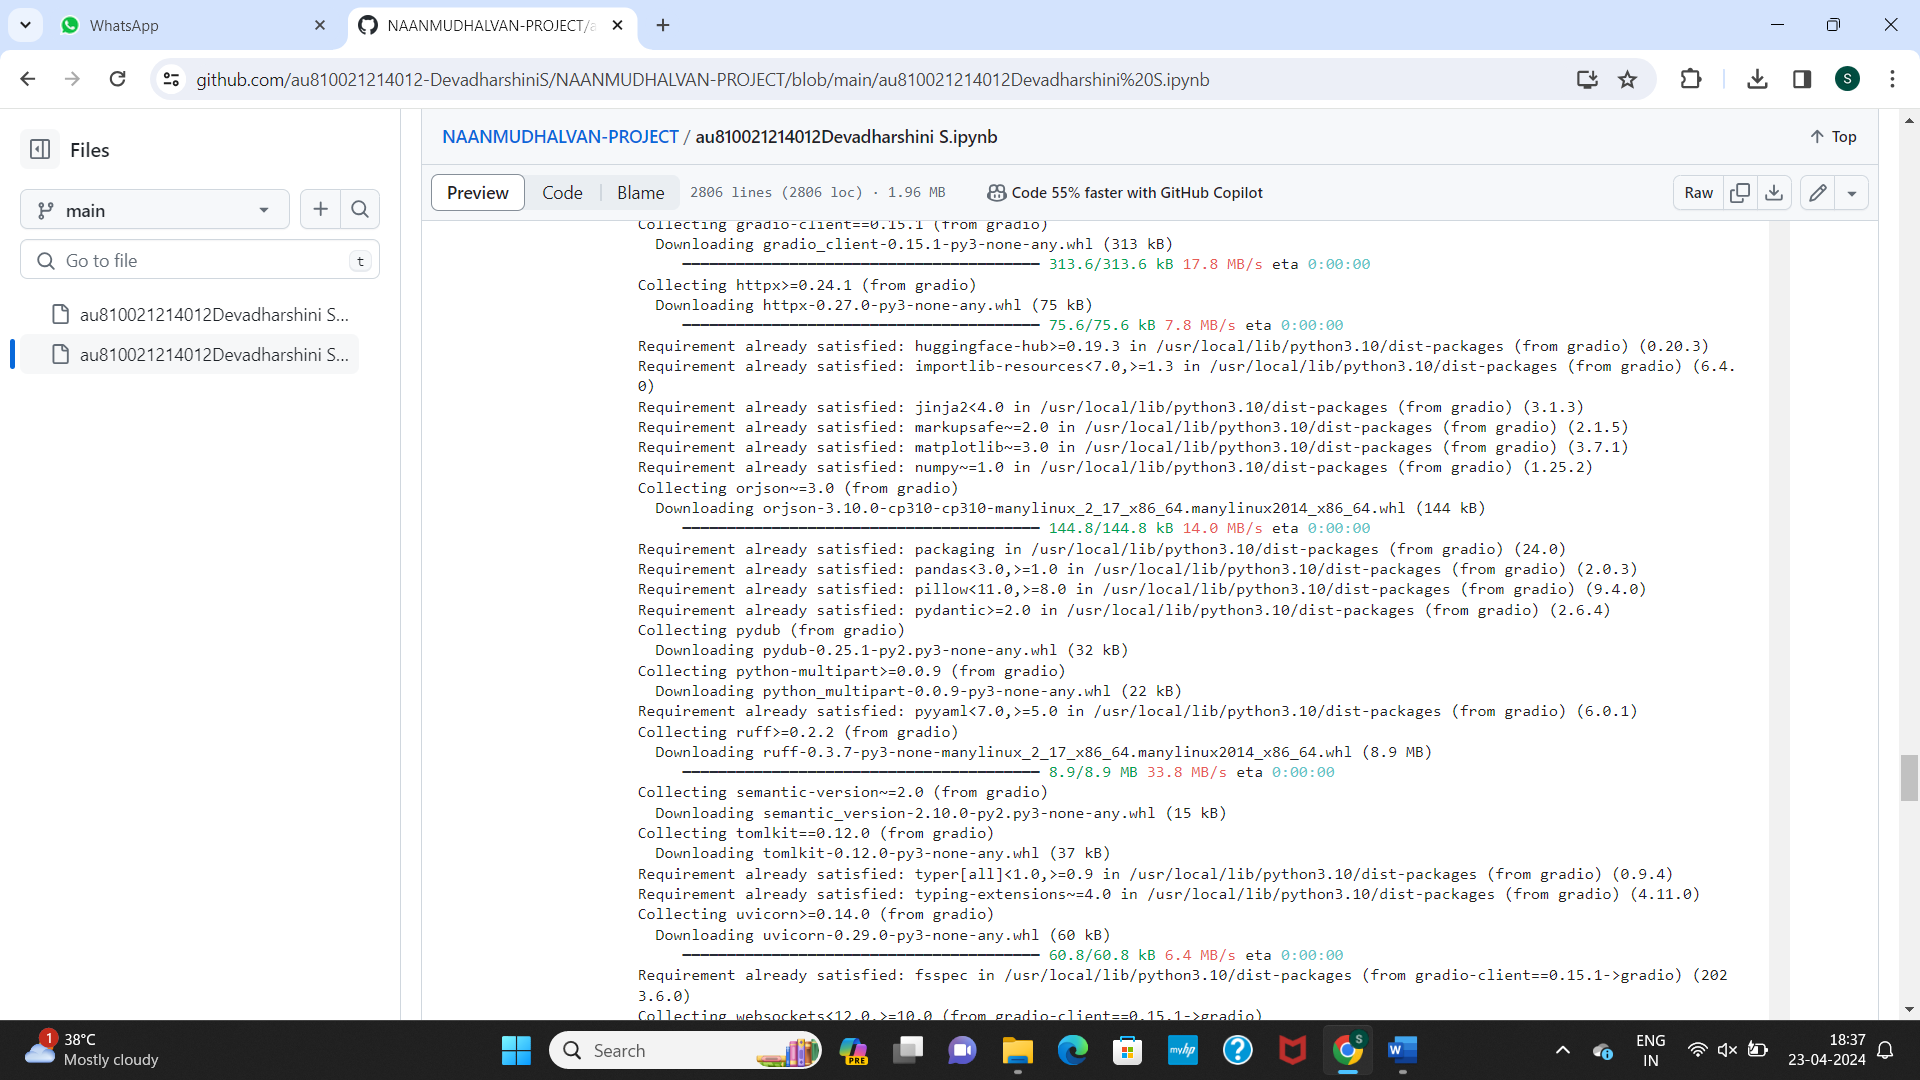 WhatsApp
NAANMUDHALVAN-PROJECT/a
github.com/au810021214012-DevadharshiniS/NAANMUDHALVAN-PROJECT/blob/main/au810021214012Devadharshini%20S.ipynb
S
Files
main
Go to file
t
au810021214012Devadharshini S...
au810021214012Devadharshini S...
NAANMUDHALVAN-PROJECT / au810021214012Devadharshini S.ipynb
Top
Preview
Code
Blame
2806 lines (2806 loc) · 1.96 MB
Code 55% faster with GitHub Copilot
Raw
Collecting gradio-client==0.15.1 (from gradio)
Downloading gradio_client-0.15.1-py3-none-any.whl (313 kB)
313.6/313.6 kB 17.8 MB/s eta 0:00:00
Collecting httpx>=0.24.1 (from gradio)
Downloading httpx-0.27.0-py3-none-any.whl (75 kB)
75.6/75.6 kB 7.8 MB/s eta 0:00:00
Requirement already satisfied: huggingface-hub>=0.19.3 in /usr/local/lib/python3.10/dist-packages (from gradio) (0.20.3)
Requirement already satisfied: importlib-resources<7.0,>=1.3 in /usr/local/lib/python3.10/dist-packages (from gradio) (6.4.
0)
Requirement already satisfied: jinja2<4.0 in /usr/local/lib/python3.10/dist-packages (from gradio) (3.1.3)
Requirement already satisfied: markupsafe~=2.0 in /usr/local/lib/python3.10/dist-packages (from gradio) (2.1.5)
Requirement already satisfied: matplotlib~=3.0 in /usr/local/lib/python3.10/dist-packages (from gradio) (3.7.1)
Requirement already satisfied: numpy~=1.0 in /usr/local/lib/python3.10/dist-packages (from gradio) (1.25.2)
Collecting orjson~=3.0 (from gradio)
Downloading orjson-3.10.0-cp310-cp310-manylinux_2_17_x86_64.manylinux2014_x86_64.whl (144 kB)
144.8/144.8 kB 14.0 MB/s eta 0:00:00
Requirement already satisfied: packaging in /usr/local/lib/python3.10/dist-packages (from gradio) (24.0)
Requirement already satisfied: pandas<3.0,>=1.0 in /usr/local/lib/python3.10/dist-packages (from gradio) (2.0.3)
Requirement already satisfied: pillow<11.0,>=8.0 in /usr/local/lib/python3.10/dist-packages (from gradio) (9.4.0)
Requirement already satisfied: pydantic>=2.0 in /usr/local/lib/python3.10/dist-packages (from gradio) (2.6.4)
Collecting pydub (from gradio)
Downloading pydub-0.25.1-py2.py3-none-any.whl (32 kB)
Collecting python-multipart>=0.0.9 (from gradio)
Downloading python_multipart-0.0.9-py3-none-any.whl (22 kB)
Requirement already satisfied: pyyaml<7.0,>=5.0 in /usr/local/lib/python3.10/dist-packages (from gradio) (6.0.1)
Collecting ruff>=0.2.2 (from gradio)
Downloading ruff-0.3.7-py3-none-manylinux_2_17_x86_64.manylinux2014_x86_64.whl (8.9 MB)
8.9/8.9 MB 33.8 MB/s eta 0:00:00
Collecting semantic-version~=2.0 (from gradio)
Downloading semantic_version-2.10.0-py2.py3-none-any.whl (15 kB)
Collecting tomlkit==0.12.0 (from gradio)
Downloading tomlkit-0.12.0-py3-none-any.whl (37 kB)
Requirement already satisfied: typer[all]<1.0,>=0.9 in /usr/local/lib/python3.10/dist-packages (from gradio) (0.9.4)
Requirement already satisfied: typing-extensions~=4.0 in /usr/local/lib/python3.10/dist-packages (from gradio) (4.11.0)
Collecting uvicorn>=0.14.0 (from gradio)
Downloading uvicorn-0.29.0-py3-none-any.whl (60 kB)
60.8/60.8 kB 6.4 MB/s eta 0:00:00
Requirement already satisfied: fsspec in /usr/local/lib/python3.10/dist-packages (from gradio-client==0.15.1->gradio) (202
3.6.0)
Collecting websockets<12.0,>=10.0 (from gradio-client==0.15.1->gradio)
1
38°C
Mostly cloudy
Search
PRE
myhp
S
W
ENG
IN
18:37
23-04-2024